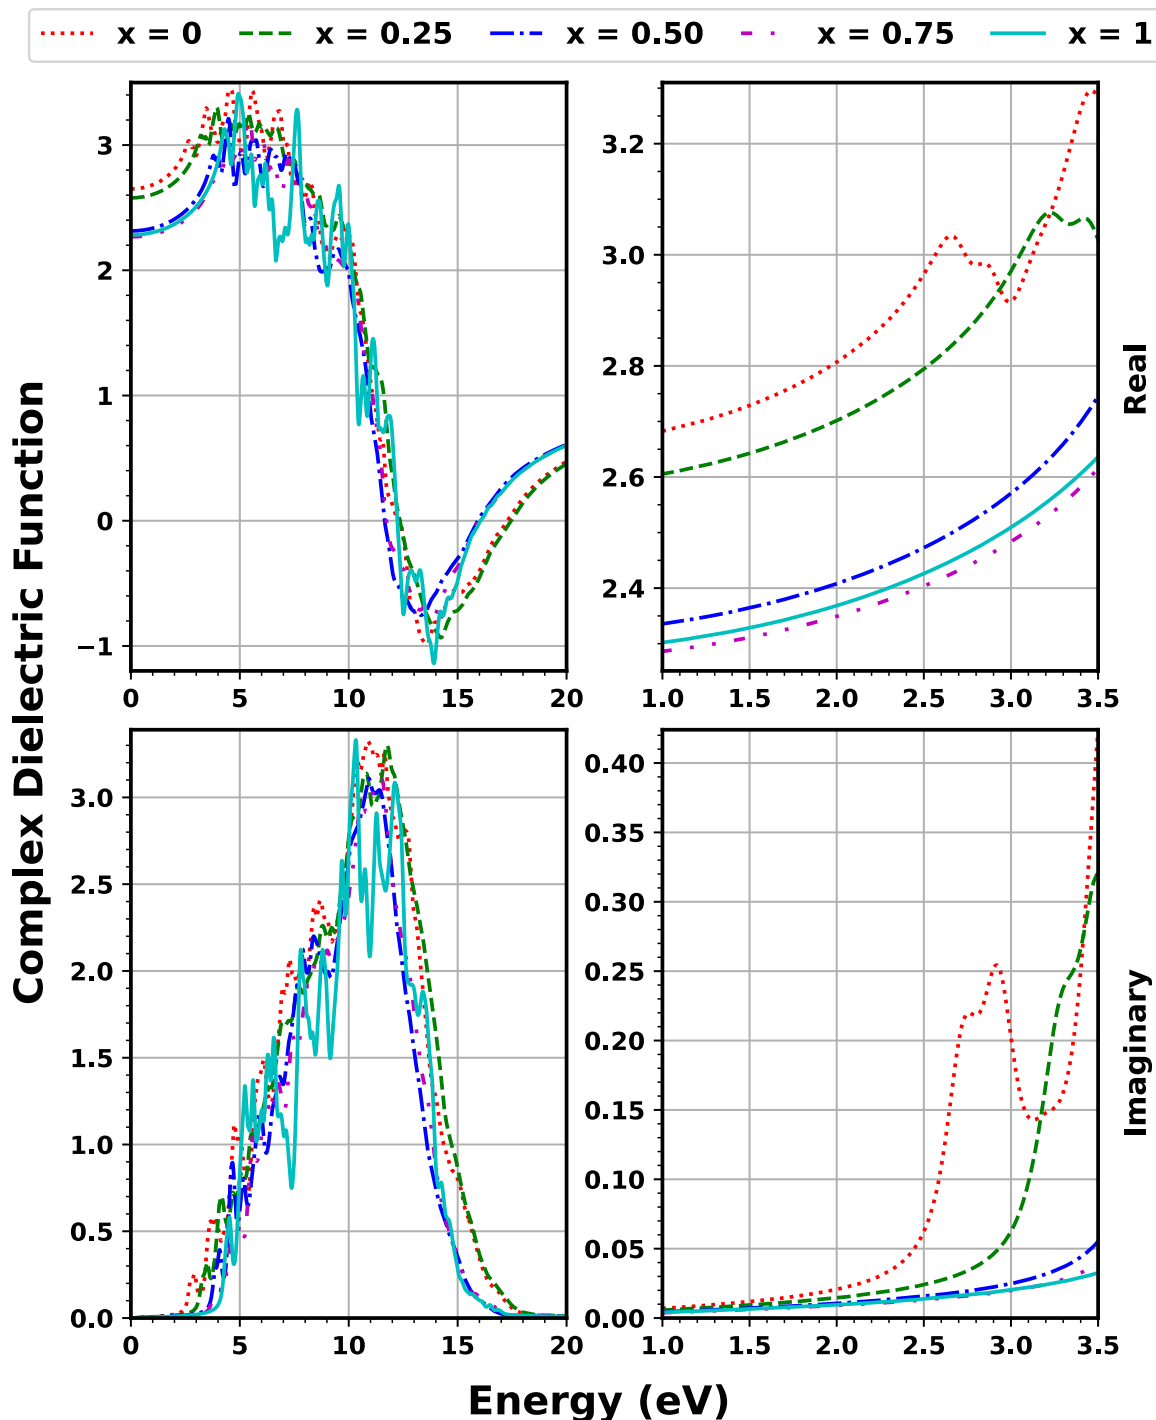 x = 0 x = 0.25 x = 0.50 x = 0.75 x = 1
Complex Dielectric Function
3
2
1
0
−1
0 5 10 15 20
3.2
3.0
2.8
2.6
2.4
1.0 1.5 2.0 2.5 3.0 3.5
Real
3.0
2.5
2.0
1.5
1.0
0.5
0.0
0 5 10 15 20
0.40
0.35
0.30
0.25
0.20
0.15
0.10
0.05
0.00
1.0 1.5 2.0 2.5 3.0 3.5
Imaginary
Energy (eV)